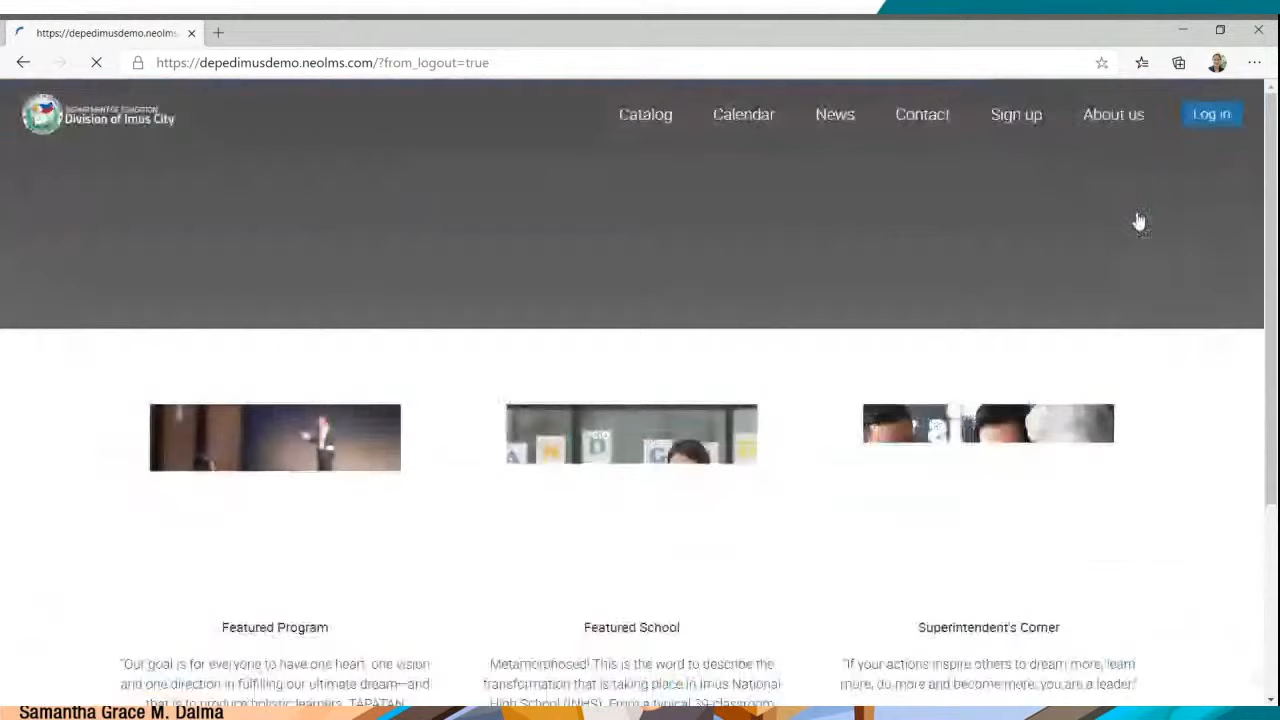 https://depedimusdemo.neolms
https://depedimusdemo.neolms.com/?from_logout=true
DEPARTMENT OF EDUCATION
Division of Imus City
Catalog
Calendar
News
Contact
Sign up
About us
Log in
Featured Program
Featured School
Superintendent's Corner
"Our goal is for everyone to have one heart, one vision
and one direction in fulfilling our ultimate dream—and
that is to produce holistic learners. TAPATAN
Metamorphosed! This is the word to describe the
transformation that is taking place in Imus National
High School (INHS). From a typical 39-classroom
"If your actions inspire others to dream more, learn
more, do more and become more, you are a leader."
Samantha Grace M. Dalma